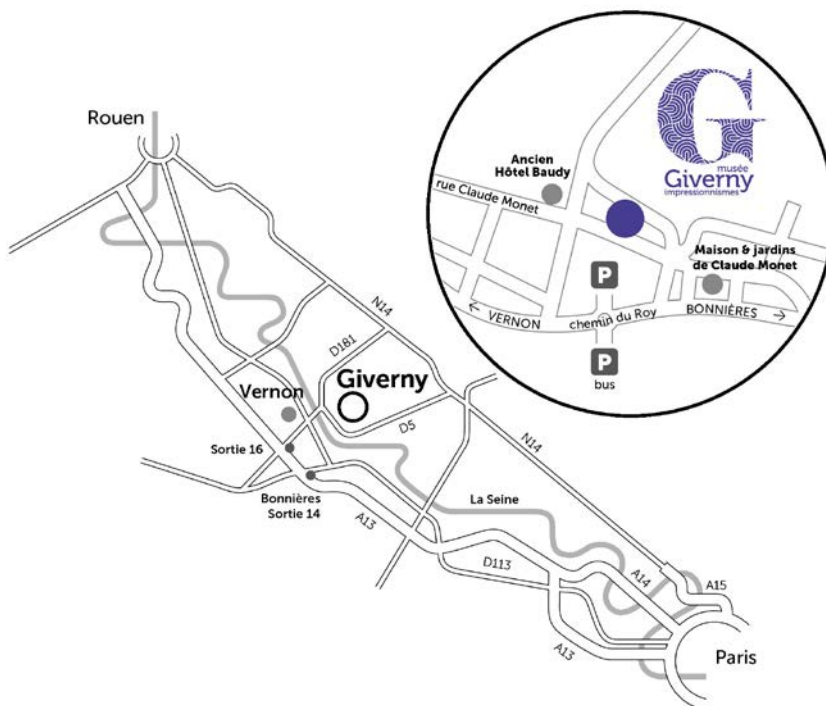 Rouen
N14
D181
Giverny
Vernon
D5
Sortie 16
N14
Bonnières
Sortie 14
La Seine
A13
D113
A14
A15
A13
Paris
G
musée
Giverny
impressionnismes
Ancien
Hôtel Baudy
rue Claude Monet
Maison & jardins
de Claude Monet
P
← VERNON
chemin du Roy
BONNIÈRES →
P
bus